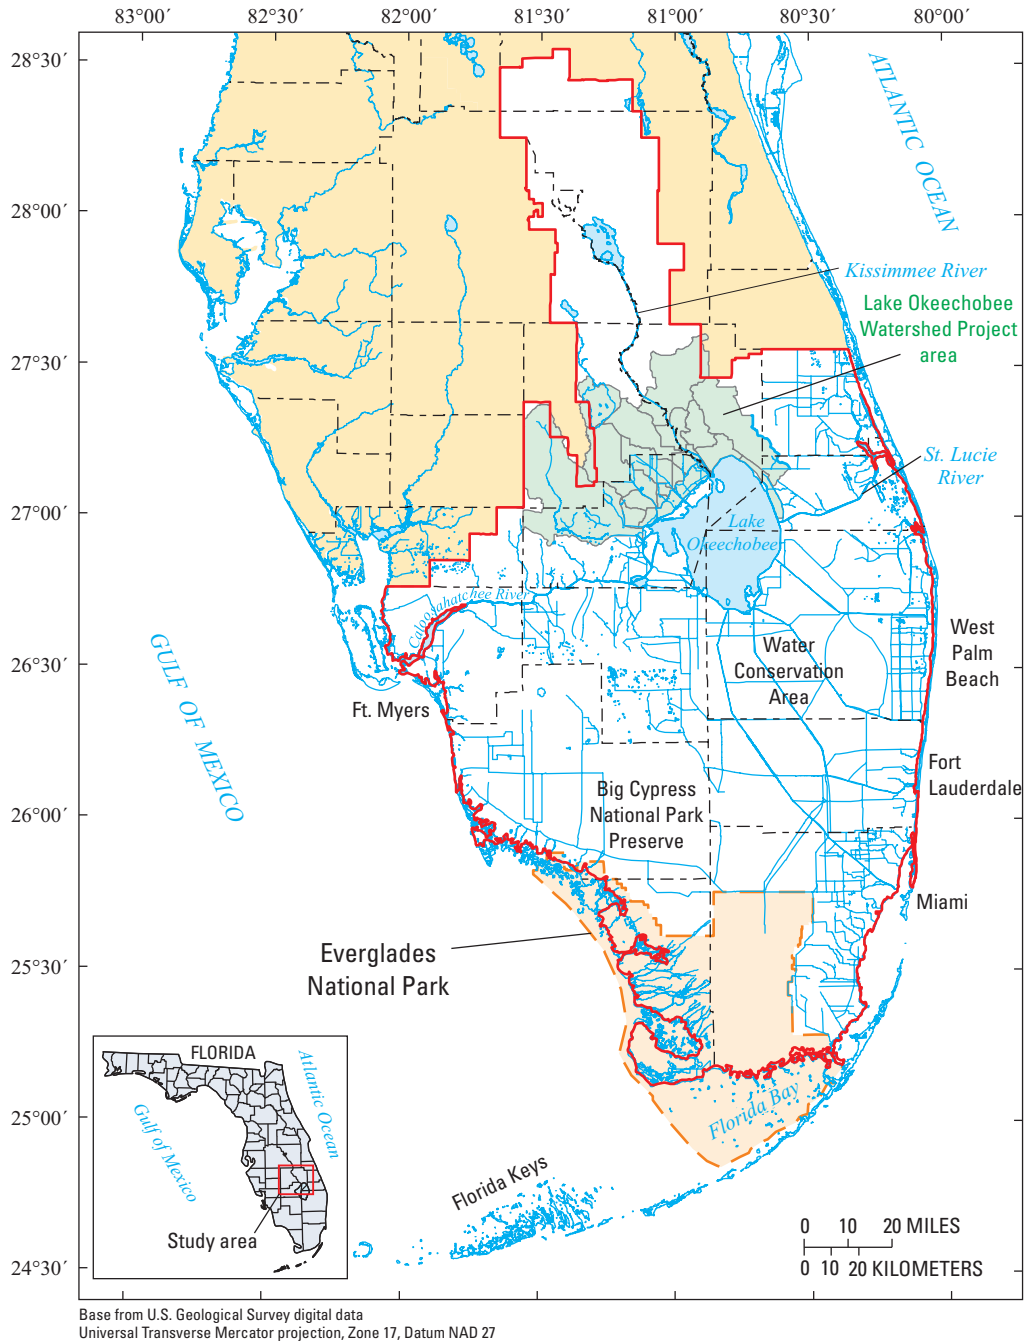 83°00′ 82°30′ 82°00′ 81°30′ 81°00′ 80°30′ 80°00′
28°30′
28°00′
27°30′
27°00′
26°30′
26°00′
25°30′
25°00′
24°30′
ATLANTIC OCEAN
Kissimmee River
Lake Okeechobee
Watershed Project
area
St. Lucie
River
Lake
Okeechobee
Caloosahatchee River
Water
Conservation
Area
West
Palm
Beach
Ft. Myers
GULF OF MEXICO
Fort
Lauderdale
Big Cypress
National Park
Preserve
Miami
Everglades
National Park
Florida Bay
Florida Keys
FLORIDA
Atlantic Ocean
Gulf of Mexico
Study area
0 10 20 MILES
0 10 20 KILOMETERS
Base from U.S. Geological Survey digital data
Universal Transverse Mercator projection, Zone 17, Datum NAD 27